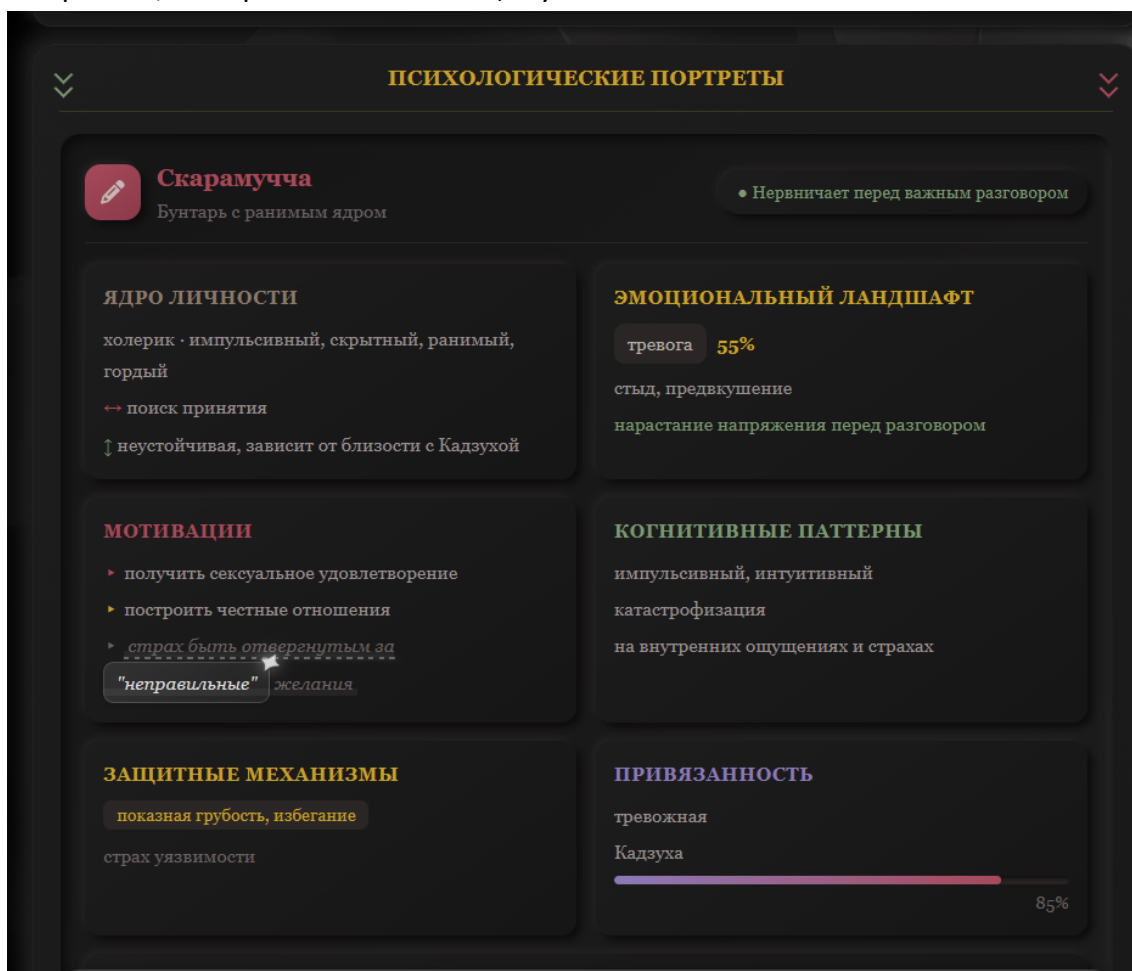 ПСИХОЛОГИЧЕСКИЕ ПОРТРЕТЫ
Скарамучча
Бунтарь с ранимым ядром
● Нервничает перед важным разговором
ЯДРО ЛИЧНОСТИ
холерик · импульсивный, скрытный, ранимый,
гордый
↔ поиск принятия
↕ неустойчивая, зависит от близости с Кадзухой
ЭМОЦИОНАЛЬНЫЙ ЛАНДШАФТ
тревога 55%
стыд, предвкушение
нарастание напряжения перед разговором
МОТИВАЦИИ
‣ получить сексуальное удовлетворение
‣ построить честные отношения
‣ страх быть отвергнутым за
"неправильные" желания
КОГНИТИВНЫЕ ПАТТЕРНЫ
импульсивный, интуитивный
катастрофизация
на внутренних ощущениях и страхах
ЗАЩИТНЫЕ МЕХАНИЗМЫ
показная грубость, избегание
страх уязвимости
ПРИВЯЗАННОСТЬ
тревожная
Кадзуха
85%